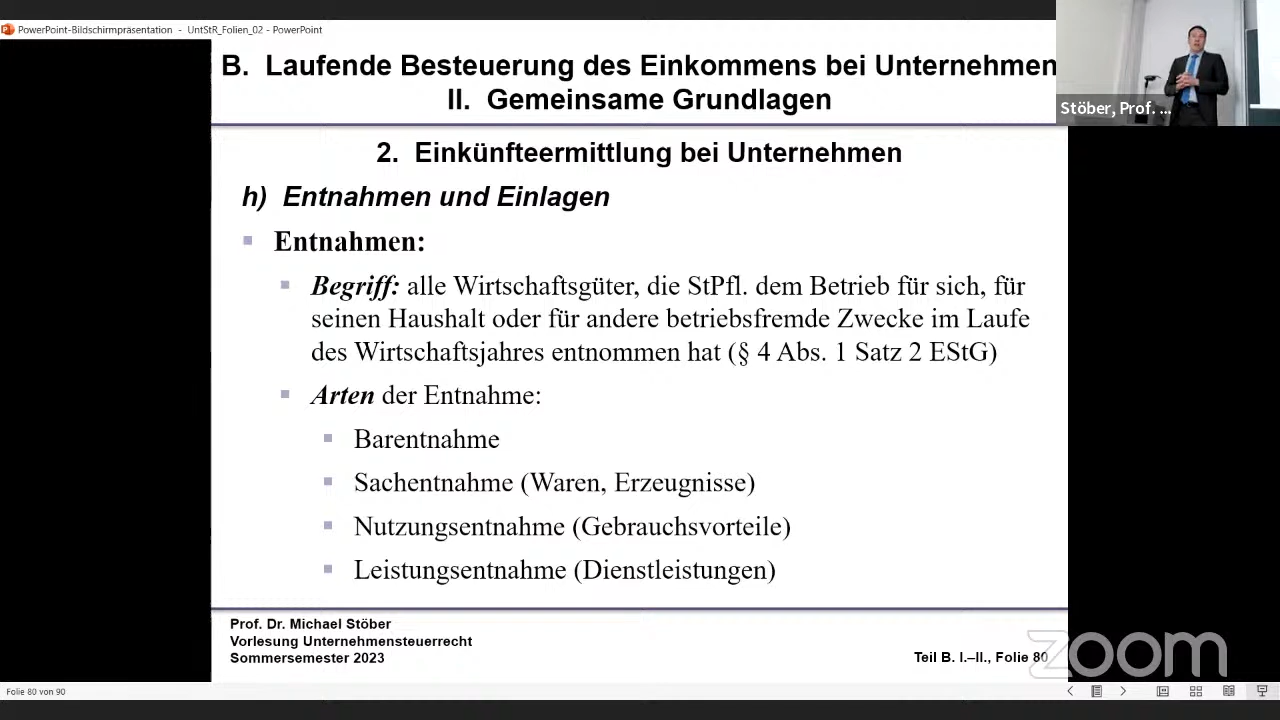 PowerPoint-Bildschirmpräsentation - UntStR_Folien_02 - PowerPoint
B. Laufende Besteuerung des Einkommens bei Unternehmen
II. Gemeinsame Grundlagen
Stöber, Prof. ...
2. Einkünfteermittlung bei Unternehmen
h) Entnahmen und Einlagen
Entnahmen:
Begriff: alle Wirtschaftsgüter, die StPfl. dem Betrieb für sich, für
seinen Haushalt oder für andere betriebsfremde Zwecke im Laufe
des Wirtschaftsjahres entnommen hat (§ 4 Abs. 1 Satz 2 EStG)
Arten der Entnahme:
Barentnahme
Sachentnahme (Waren, Erzeugnisse)
Nutzungsentnahme (Gebrauchsvorteile)
Leistungsentnahme (Dienstleistungen)
Prof. Dr. Michael Stöber
Vorlesung Unternehmensteuerrecht
Sommersemester 2023
Teil B. I.–II., Folie 80
zoom
Folie 80 von 90